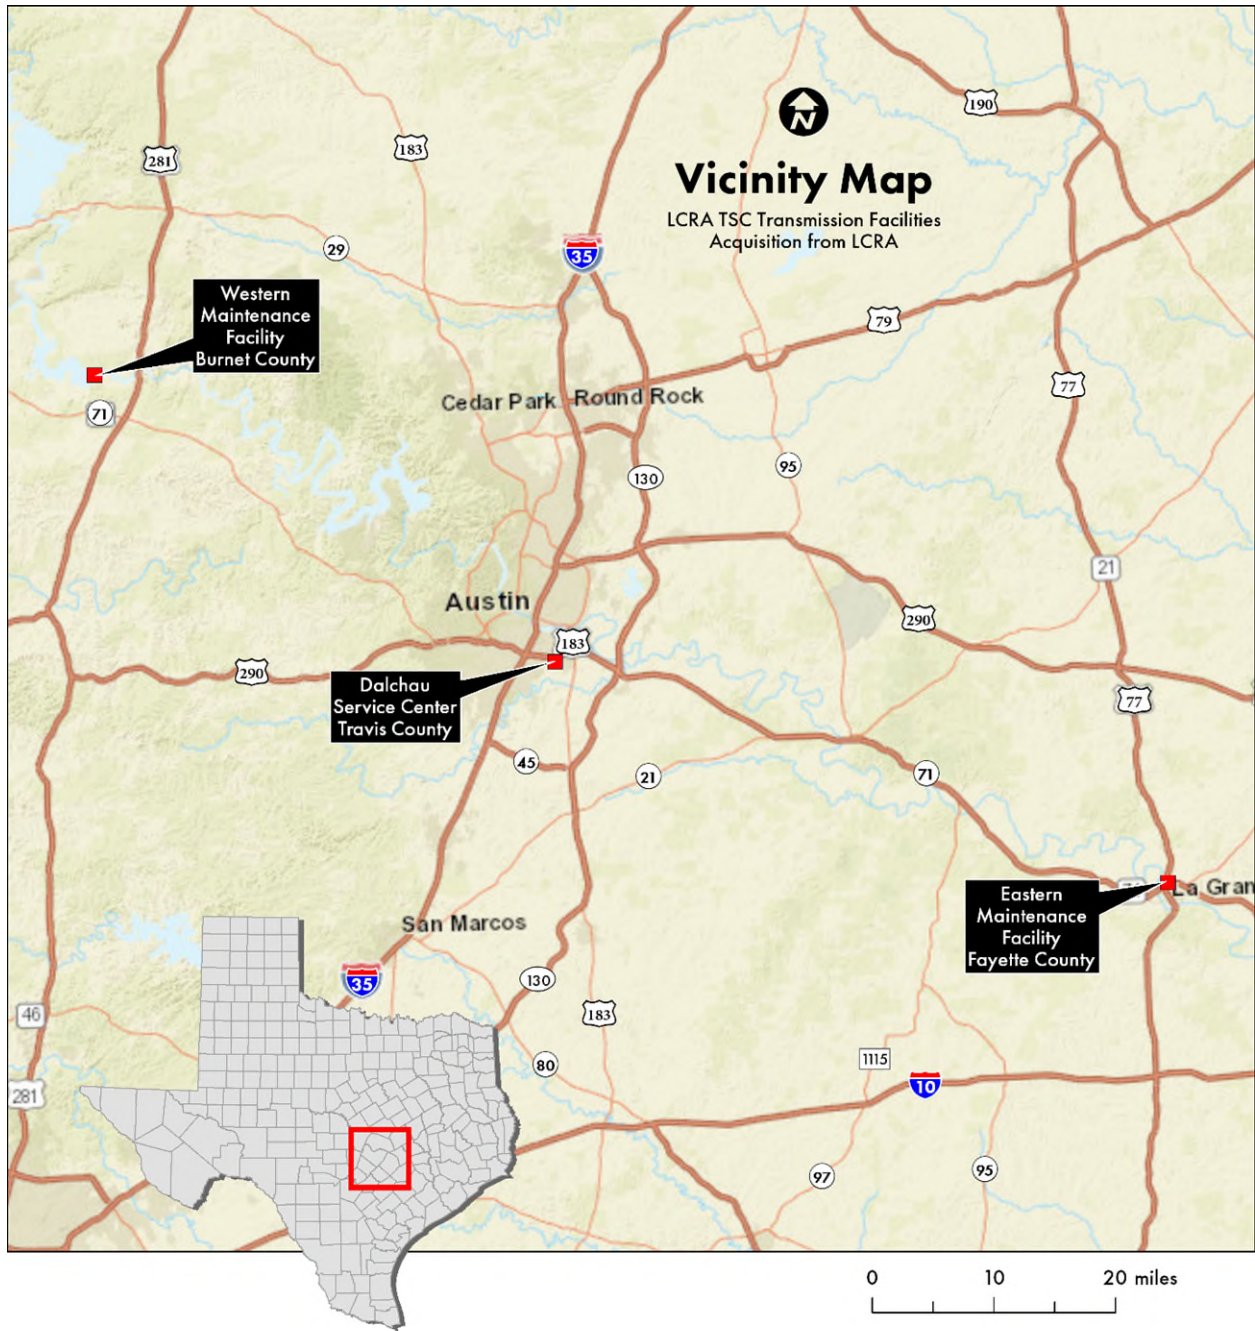 190
183
281
Vicinity Map
N
LCRA TSC Transmission Facilities
Acquisition from LCRA
29
35
Western
Maintenance
Facility
Burnet County
79
77
71
Cedar Park
Round Rock
95
130
21
Austin
290
183
290
Dalchau
Service Center
Travis County
77
45
21
71
Eastern
Maintenance
Facility
Fayette County
La Gran
San Marcos
35
130
46
183
80
1115
10
281
97
95
0 10 20 miles